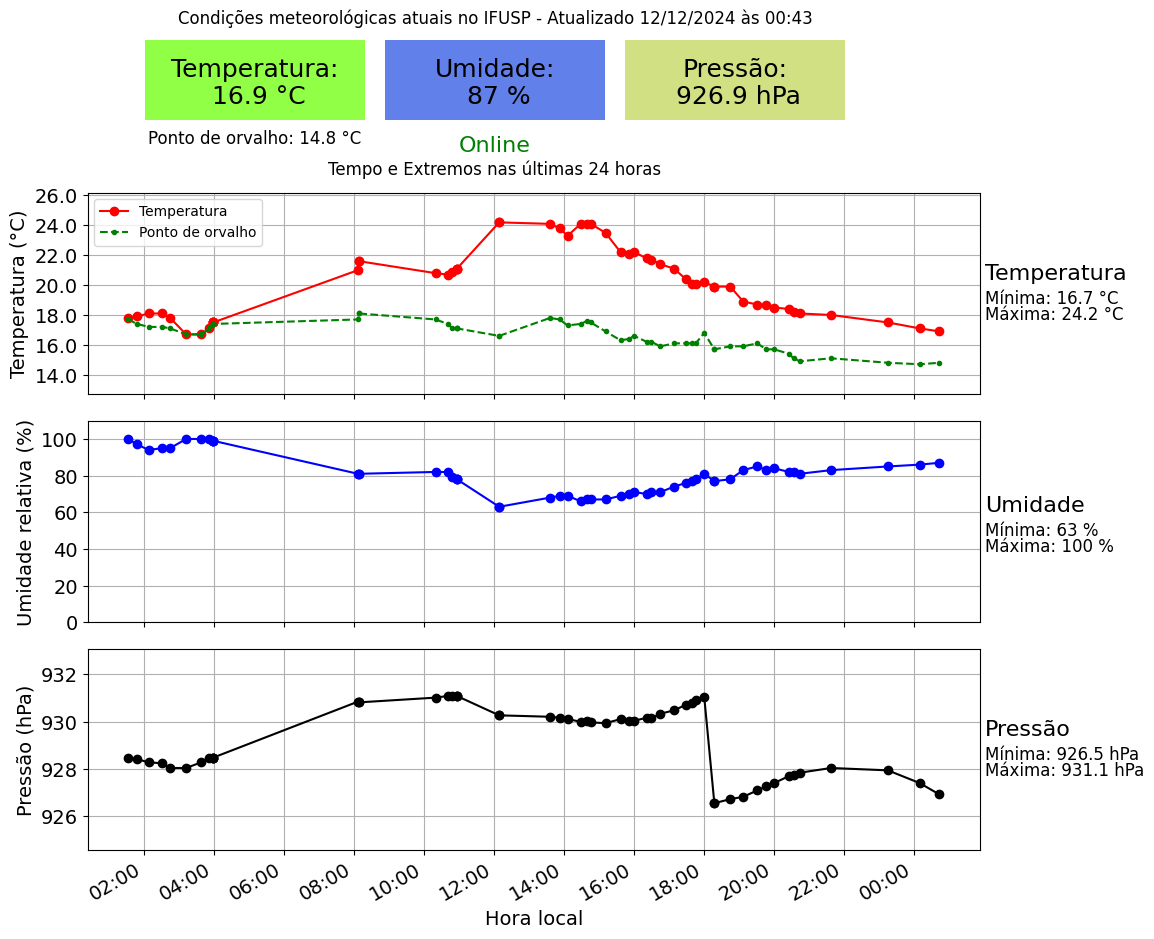 Condições meteorológicas atuais no IFUSP - Atualizado 12/12/2024 às 00:43
Temperatura:
16.9 °C
Umidade:
87 %
Pressão:
926.9 hPa
Ponto de orvalho: 14.8 °C
Online
Tempo e Extremos nas últimas 24 horas
Temperatura (°C)
26.0
24.0
22.0
20.0
18.0
16.0
14.0
Temperatura
Ponto de orvalho
Temperatura
Mínima: 16.7 °C
Máxima: 24.2 °C
Umidade relativa (%)
100
80
60
40
20
0
Umidade
Mínima: 63 %
Máxima: 100 %
Pressão (hPa)
932
930
928
926
Pressão
Mínima: 926.5 hPa
Máxima: 931.1 hPa
02:00 04:00 06:00 08:00 10:00 12:00 14:00 16:00 18:00 20:00 22:00 00:00
Hora local